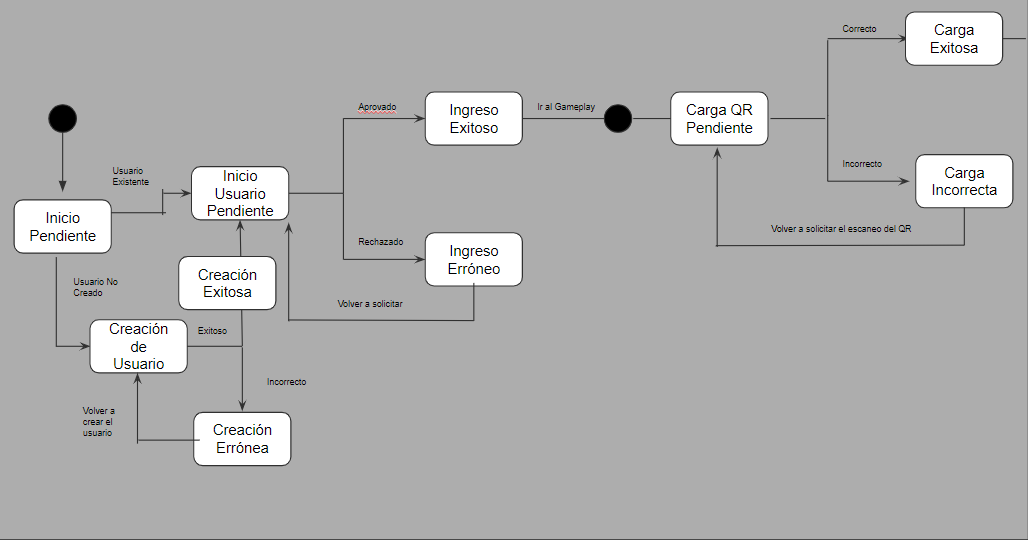 Correcto
Carga
Exitosa
Aprovado
Ingreso
Exitoso
Ir al Gameplay
Carga QR
Pendiente
Usuario
Existente
Inicio
Usuario
Pendiente
Incorrecto
Carga
Incorrecta
Inicio
Pendiente
Rechazado
Ingreso
Erróneo
Volver a solicitar el escaneo del QR
Usuario No
Creado
Creación
Exitosa
Volver a solicitar
Creación
de
Usuario
Exitoso
Incorrecto
Volver a
crear el
usuario
Creación
Errónea